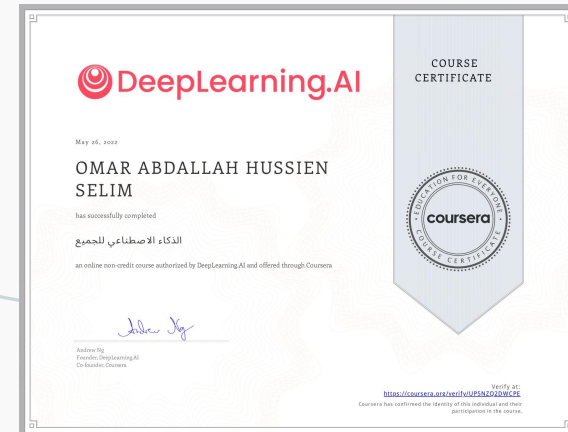 DeepLearning.AI
COURSE
CERTIFICATE
May 26, 2022
OMAR ABDALLAH HUSSIEN
SELIM
has successfully completed
الذكاء الاصطناعي للجميع
an online non-credit course authorized by DeepLearning.AI and offered through Coursera
EDUCATION FOR EVERYONE
coursera
COURSE CERTIFICATE
Andrew Ng
Andrew Ng
Founder, DeepLearning.AI
Co-founder, Coursera
Verify at:
https://coursera.org/verify/UP5NZQ2DWCPE
Coursera has confirmed the identity of this individual and their
participation in the course.